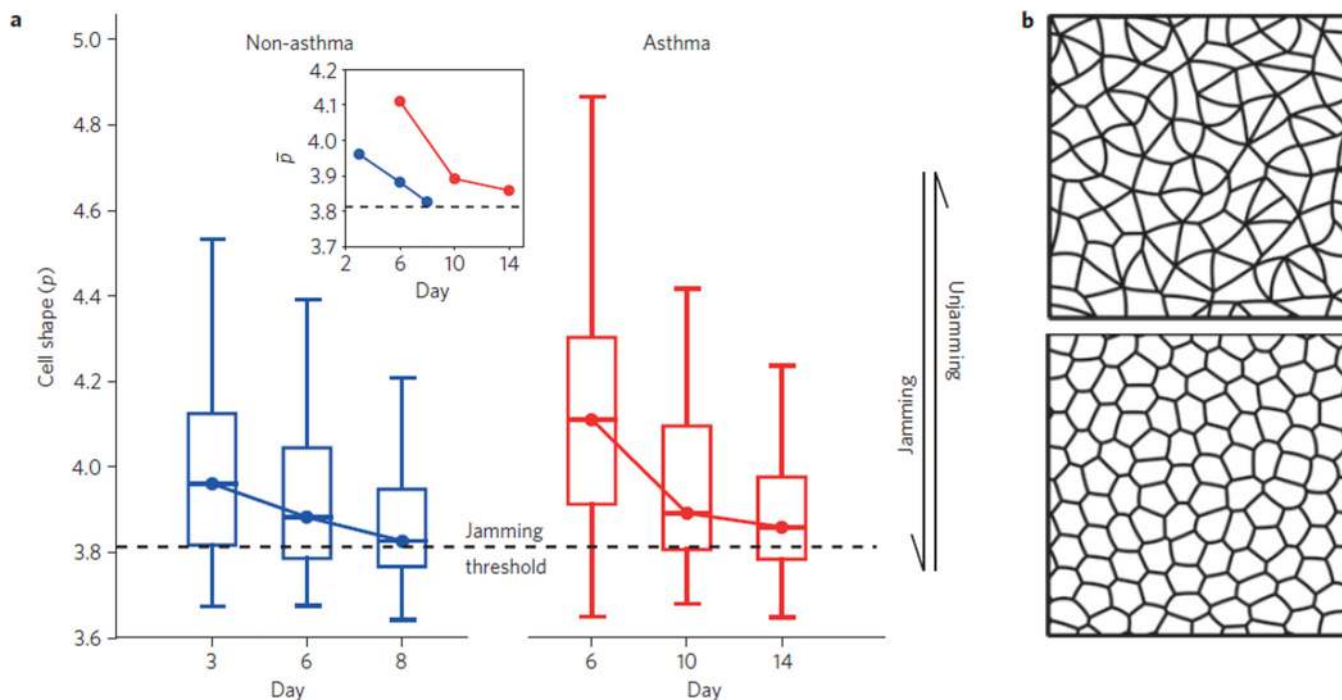 a
b
Non-asthma
Asthma
5.0
4.8
4.6
4.4
4.2
4.0
3.8
3.6
Cell shape (p)
4.2
4.1
4.0
3.9
3.8
3.7
p̄
2
6
10
14
Day
Jamming
threshold
3
6
8
Day
6
10
14
Day
Jamming
Unjamming